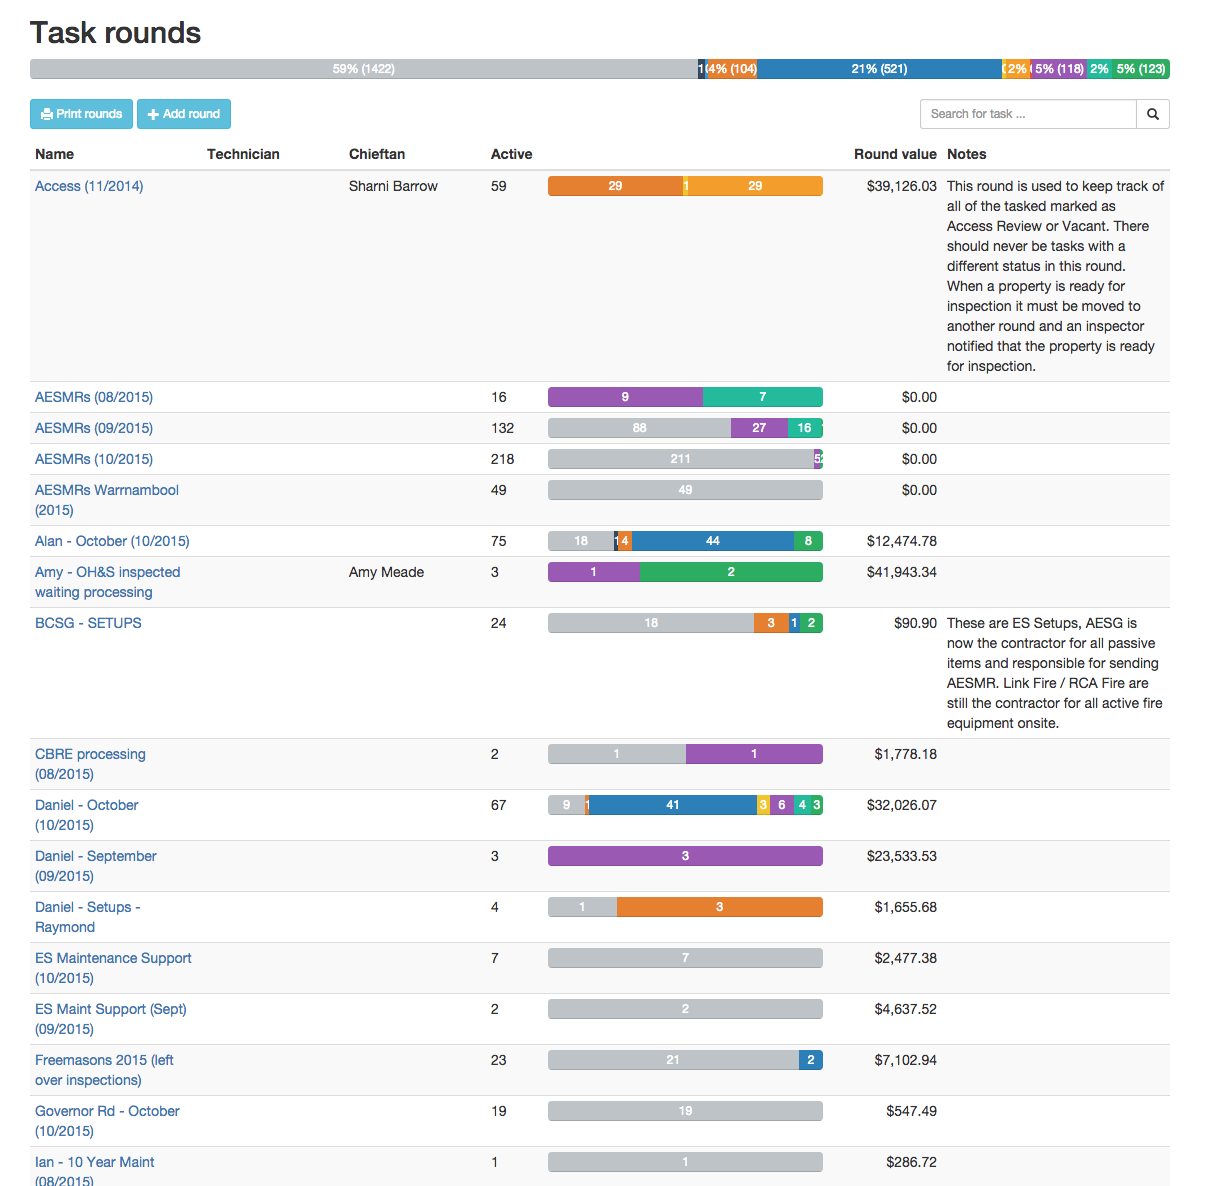 Task rounds
59% (1422) 4% (104) 21% (521) 2% 5% (118) 2% 5% (123)
Print rounds Add round Search for task ...
Name Technician Chieftan Active Round value Notes
Access (11/2014) Sharni Barrow 59 29 1 29 $39,126.03 This round is used to keep track of
all of the tasked marked as
Access Review or Vacant. There
should never be tasks with a
different status in this round.
When a property is ready for
inspection it must be moved to
another round and an inspector
notified that the property is ready
for inspection.
AESMRs (08/2015) 16 9 7 $0.00
AESMRs (09/2015) 132 88 27 16 $0.00
AESMRs (10/2015) 218 211 5 $0.00
AESMRs Warrnambool 49 49 $0.00
(2015)
Alan - October (10/2015) 75 18 1 4 44 8 $12,474.78
Amy - OH&S inspected Amy Meade 3 1 2 $41,943.34
waiting processing
BCSG - SETUPS 24 18 3 1 2 $90.90 These are ES Setups, AESG is
now the contractor for all passive
items and responsible for sending
AESMR. Link Fire / RCA Fire are
still the contractor for all active fire
equipment onsite.
CBRE processing 2 1 1 $1,778.18
(08/2015)
Daniel - October 67 9 1 41 3 6 4 3 $32,026.07
(10/2015)
Daniel - September 3 3 $23,533.53
(09/2015)
Daniel - Setups - 4 1 3 $1,655.68
Raymond
ES Maintenance Support 7 7 $2,477.38
(10/2015)
ES Maint Support (Sept) 2 2 $4,637.52
(09/2015)
Freemasons 2015 (left 23 21 2 $7,102.94
over inspections)
Governor Rd - October 19 19 $547.49
(10/2015)
Ian - 10 Year Maint 1 1 $286.72
(08/2015)